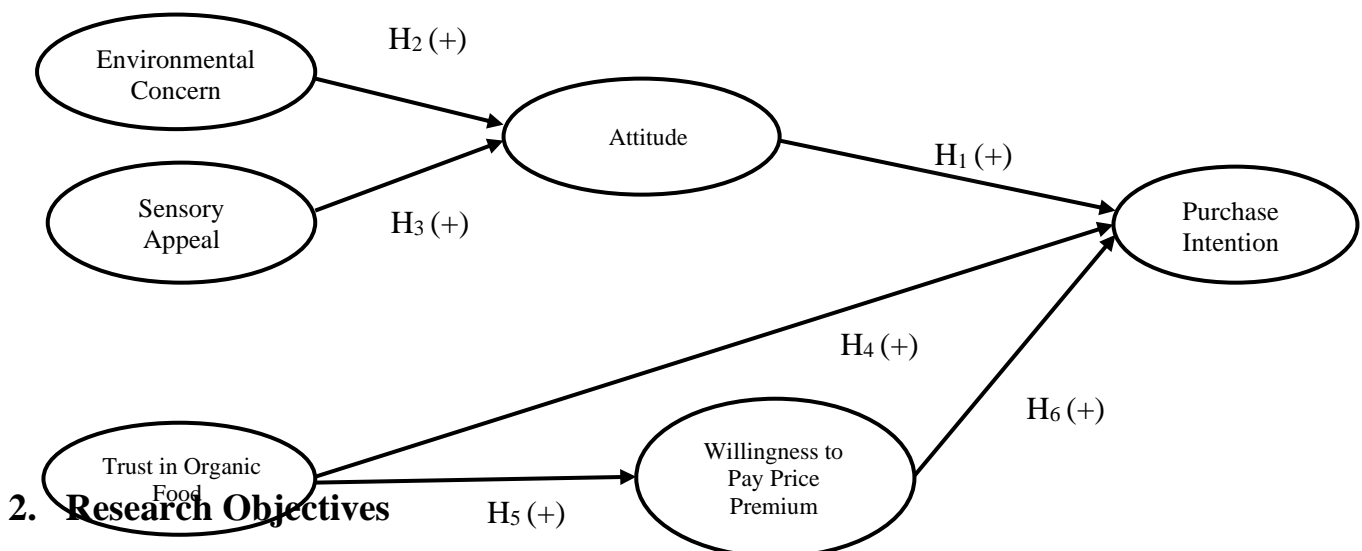 H₂ (+)
Environmental
Concern
Attitude
H₁ (+)
Sensory
Appeal
H₃ (+)
Purchase
Intention
H₄ (+)
H₆ (+)
Trust in Organic
Food
Willingness to
Pay Price
Premium
H₅ (+)
2. Research Objectives